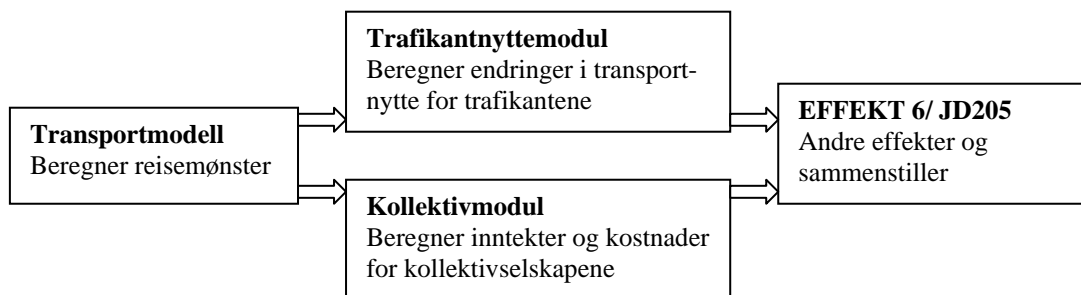 Transportmodell
Beregner reisemønster
Trafikantnyttemodul
Beregner endringer i transport-
nytte for trafikantene
Kollektivmodul
Beregner inntekter og kostnader
for kollektivselskapene
EFFEKT 6/ JD205
Andre effekter og
sammenstiller